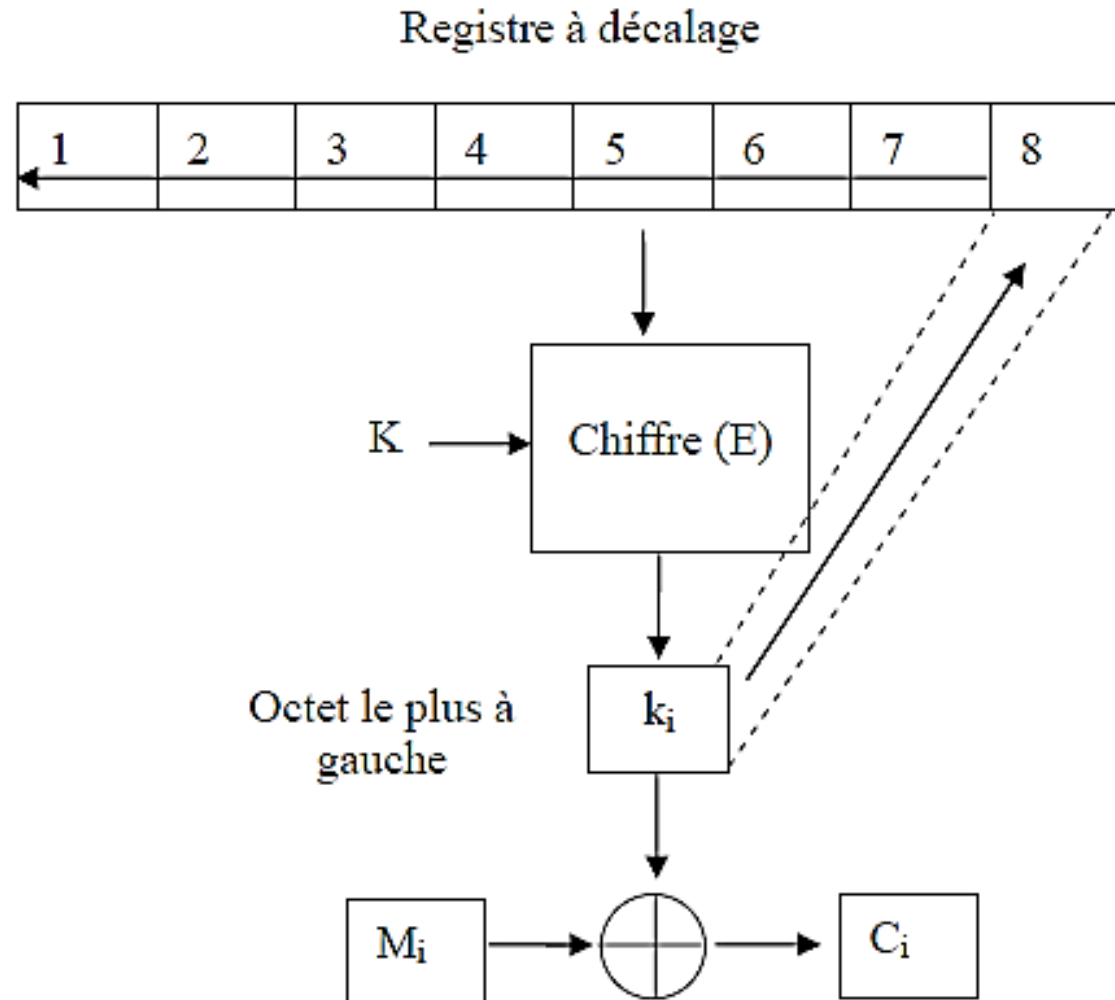 Registre à décalage
1 2 3 4 5 6 7 8
K
Chiffre (E)
Octet le plus à
gauche
ki
Mi
Ci